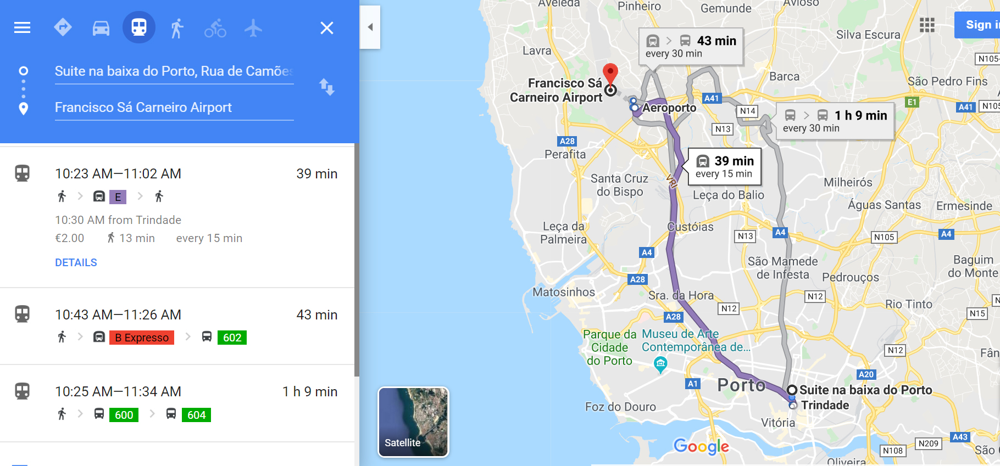 Suite na baixa do Porto, Rua de Camões
Francisco Sá Carneiro Airport
10:23 AM—11:02 AM
39 min
E
10:30 AM from Trindade
€2.00
13 min
every 15 min
DETAILS
10:43 AM—11:26 AM
43 min
B Expresso
602
10:25 AM—11:34 AM
1 h 9 min
600
604
Satellite
Sign i
Aveleda
Pinheiro
Gemunde
Avioso
Silva Escura
43 min
every 30 min
Lavra
N105-
Francisco Sá
Carneiro Airport
Barca
São Pedro Fins
A41
E1
A41
N105
Aeroporto
N14
1 h 9 min
every 30 min
N13
A28
Perafita
39 min
every 15 min
VRI
Santa Cruz
do Bispo
Leça do Balio
Milheirós
Águas Santas
Ermesinde
Leça da
Palmeira
Custóias
N13
A4
N105
A4
A4
São Mamede
de Infesta
Baguim
do Monte
Pedrouços
A28
Matosinhos
Sra. da Hora
N12
Rio Tinto
N12
N15
A28
Parque da
Cidade
do Porto
Museu de Arte
Contemporânea de...
N12
Fân
A20
A1
Porto
Suite na baixa do Porto
Trindade
Foz do Douro
Vitória
A43
N209
N108
São
Google
Oliveira